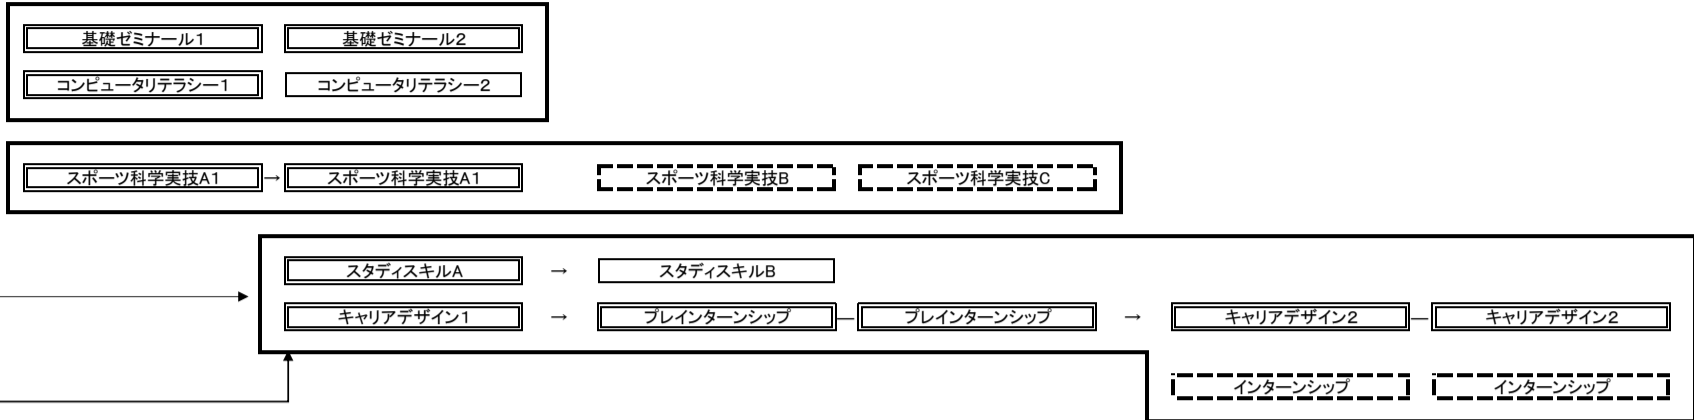 基礎ゼミナール1 基礎ゼミナール2
コンピュータリテラシー1 コンピュータリテラシー2
スポーツ科学実技A1 → スポーツ科学実技A1 スポーツ科学実技B スポーツ科学実技C
スタディスキルA → スタディスキルB
キャリアデザイン1 → プレインターンシップ — プレインターンシップ → キャリアデザイン2 — キャリアデザイン2
インターンシップ インターンシップ